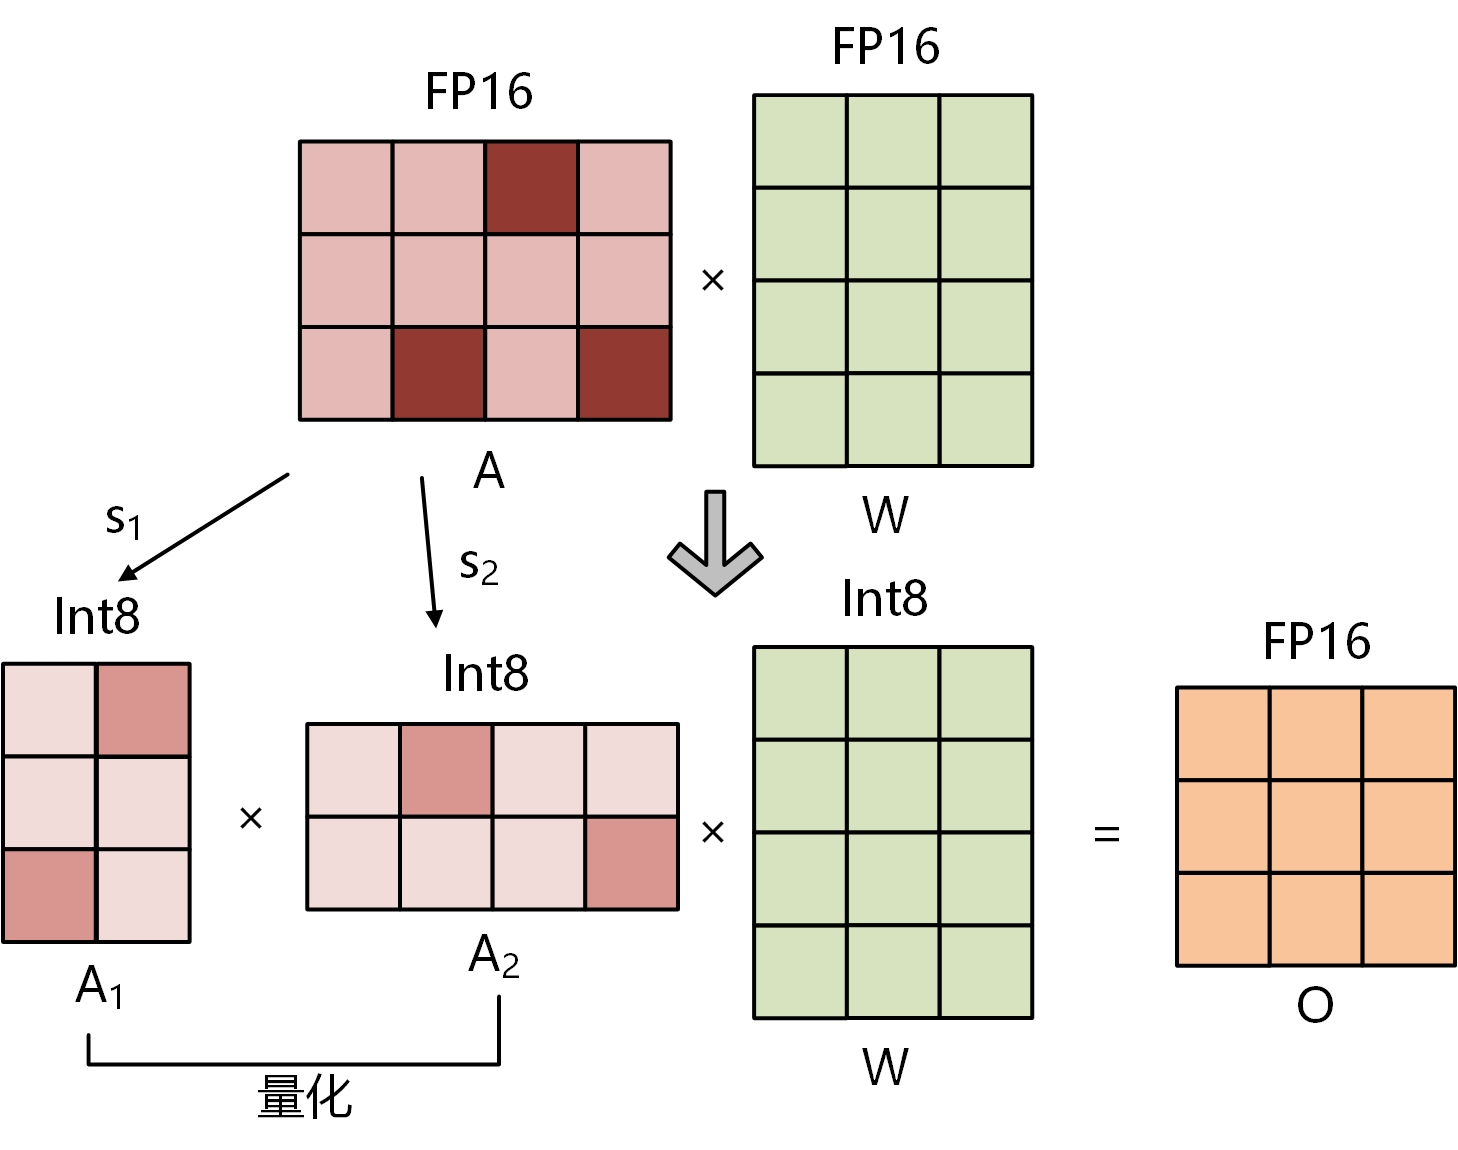 FP16
FP16
×
A
W
s1
s2
Int8
Int8
Int8
FP16
×
×
=
A1
A2
W
O
量化